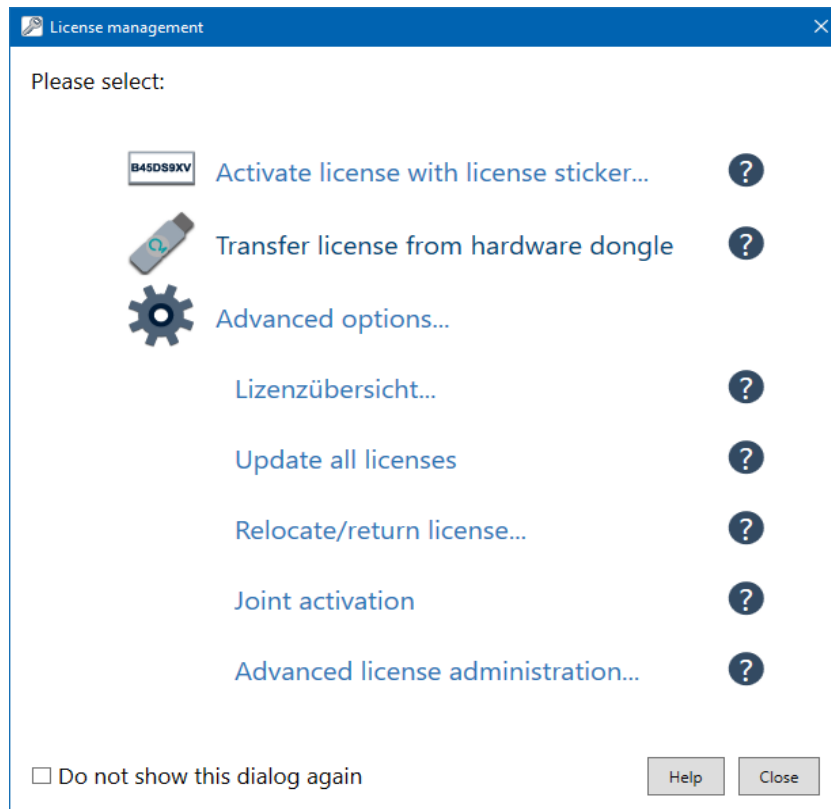 License management
Please select:
B45DS9XV
Activate license with license sticker...
?
Transfer license from hardware dongle
?
Advanced options...
Lizenzübersicht...
?
Update all licenses
?
Relocate/return license...
?
Joint activation
?
Advanced license administration...
?
Do not show this dialog again
Help
Close